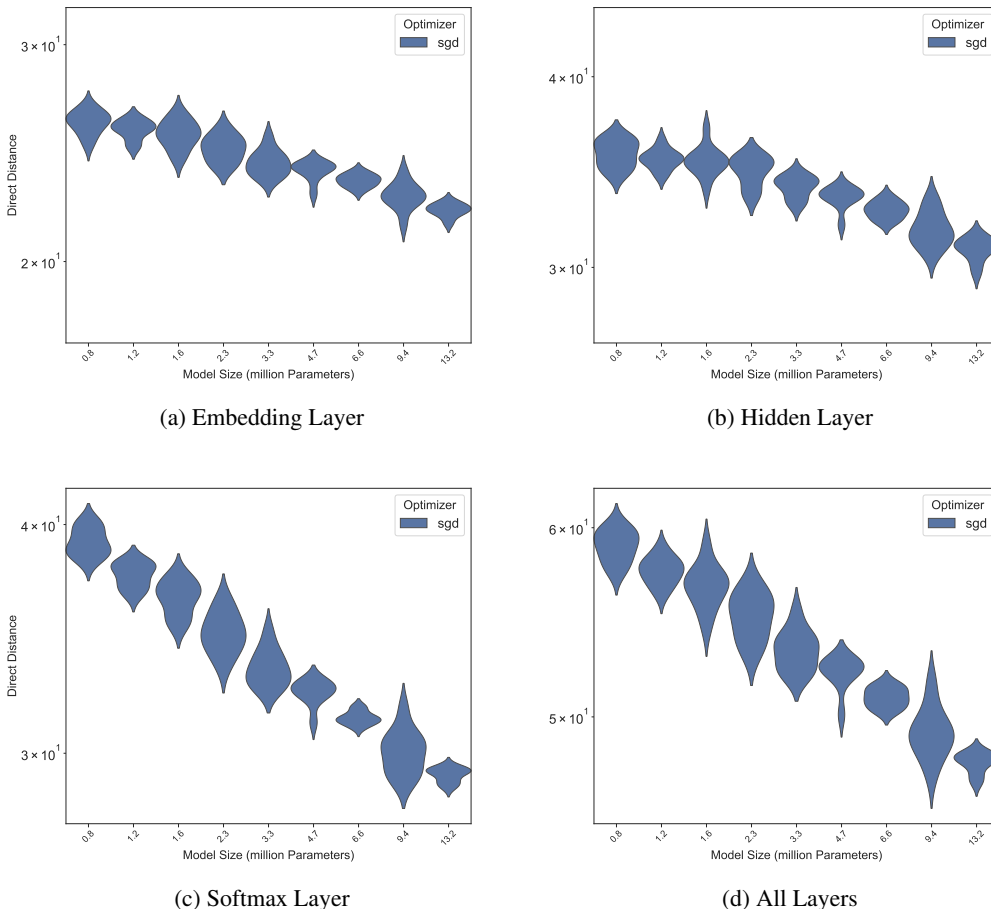 Optimizer
sgd
3 × 10¹
2 × 10¹
Direct Distance
0.8 1.2 1.6 2.3 3.3 4.7 6.6 9.4 13.2
Model Size (million Parameters)
(a) Embedding Layer
Optimizer
sgd
4 × 10¹
3 × 10¹
0.8 1.2 1.6 2.3 3.3 4.7 6.6 9.4 13.2
Model Size (million Parameters)
(b) Hidden Layer
Optimizer
sgd
4 × 10¹
3 × 10¹
Direct Distance
0.8 1.2 1.6 2.3 3.3 4.7 6.6 9.4 13.2
Model Size (million Parameters)
(c) Softmax Layer
Optimizer
sgd
6 × 10¹
5 × 10¹
0.8 1.2 1.6 2.3 3.3 4.7 6.6 9.4 13.2
Model Size (million Parameters)
(d) All Layers